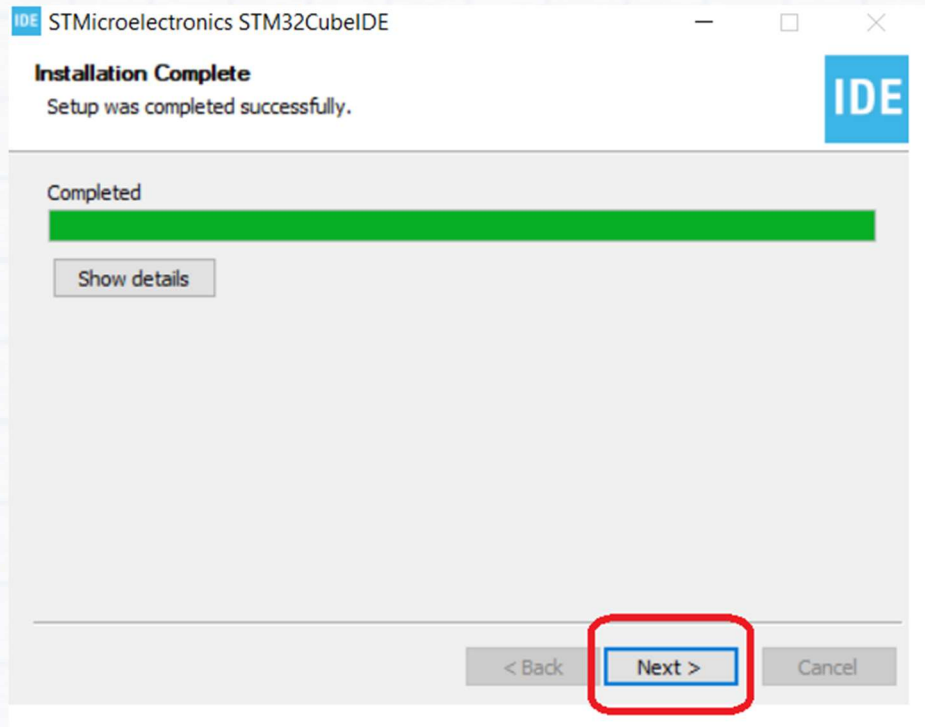 IDE STMicroelectronics STM32CubeIDE
Installation Complete
Setup was completed successfully.
IDE
Completed
Show details
< Back Next > Cancel